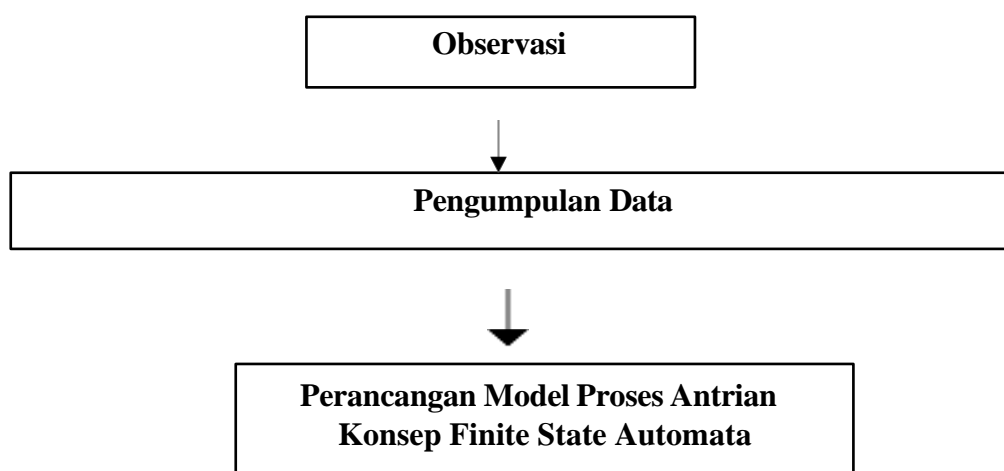 Observasi
Pengumpulan Data
Perancangan Model Proses Antrian
Konsep Finite State Automata